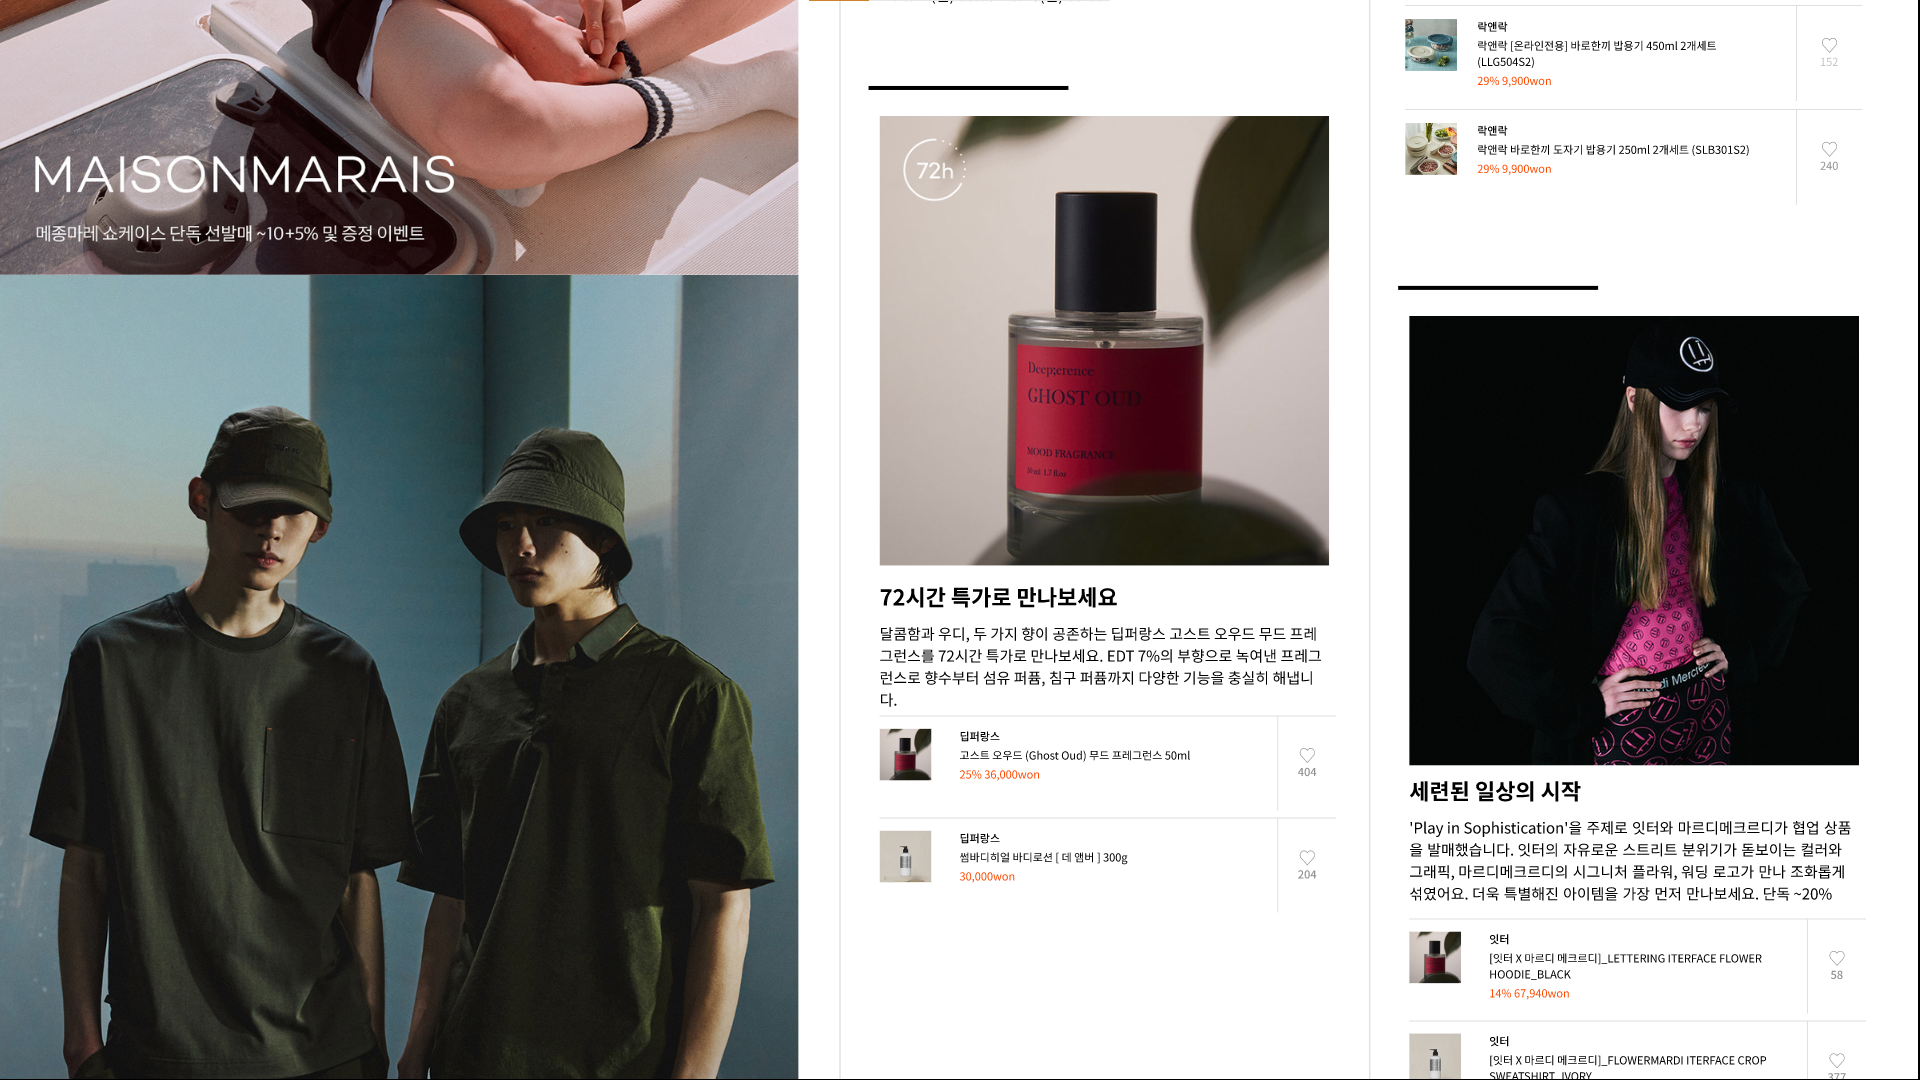 MAISONMARAIS
메종마레 쇼케이스 단독 선발매 ~10+5% 및 증정 이벤트
72h
Deep;erence
GHOST OUD
MOOD FRAGRANCE
50ml 1.7 fl.oz
72시간 특가로 만나보세요
달콤함과 우디, 두 가지 향이 공존하는 딥퍼랑스 고스트 오우드 무드 프레
그런스를 72시간 특가로 만나보세요. EDT 7%의 부향으로 녹여낸 프레그
런스로 향수부터 섬유 퍼퓸, 침구 퍼퓸까지 다양한 기능을 충실히 해냅니
다.
딥퍼랑스
고스트 오우드 (Ghost Oud) 무드 프레그런스 50ml
25% 36,000won
404
딥퍼랑스
썸바디히얼 바디로션 [ 데 앰버 ] 300g
30,000won
204
락앤락
락앤락 [온라인전용] 바로한끼 밥용기 450ml 2개세트
(LLG504S2)
29% 9,900won
152
락앤락
락앤락 바로한끼 도자기 밥용기 250ml 2개세트 (SLB301S2)
29% 9,900won
240
di Mercred
세련된 일상의 시작
'Play in Sophistication'을 주제로 잇터와 마르디메크르디가 협업 상품
을 발매했습니다. 잇터의 자유로운 스트리트 분위기가 돋보이는 컬러와
그래픽, 마르디메크르디의 시그니처 플라워, 워딩 로고가 만나 조화롭게
섞였어요. 더욱 특별해진 아이템을 가장 먼저 만나보세요. 단독 ~20%
잇터
[잇터 X 마르디 메크르디]_LETTERING ITERFACE FLOWER
HOODIE_BLACK
14% 67,940won
58
잇터
[잇터 X 마르디 메크르디]_FLOWERMARDI ITERFACE CROP
SWEATSHIRT_IVORY
377